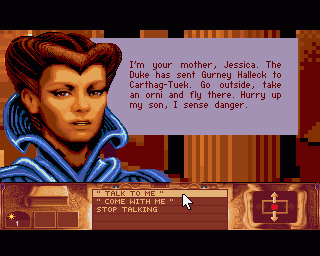 I'm your mother, Jessica. The
Duke has sent Gurney Halleck to
Carthag-Tuek. Go outside, take
an orni and fly there. Hurry up
my son, I sense danger.
" TALK TO ME "
" COME WITH ME "
STOP TALKING
1